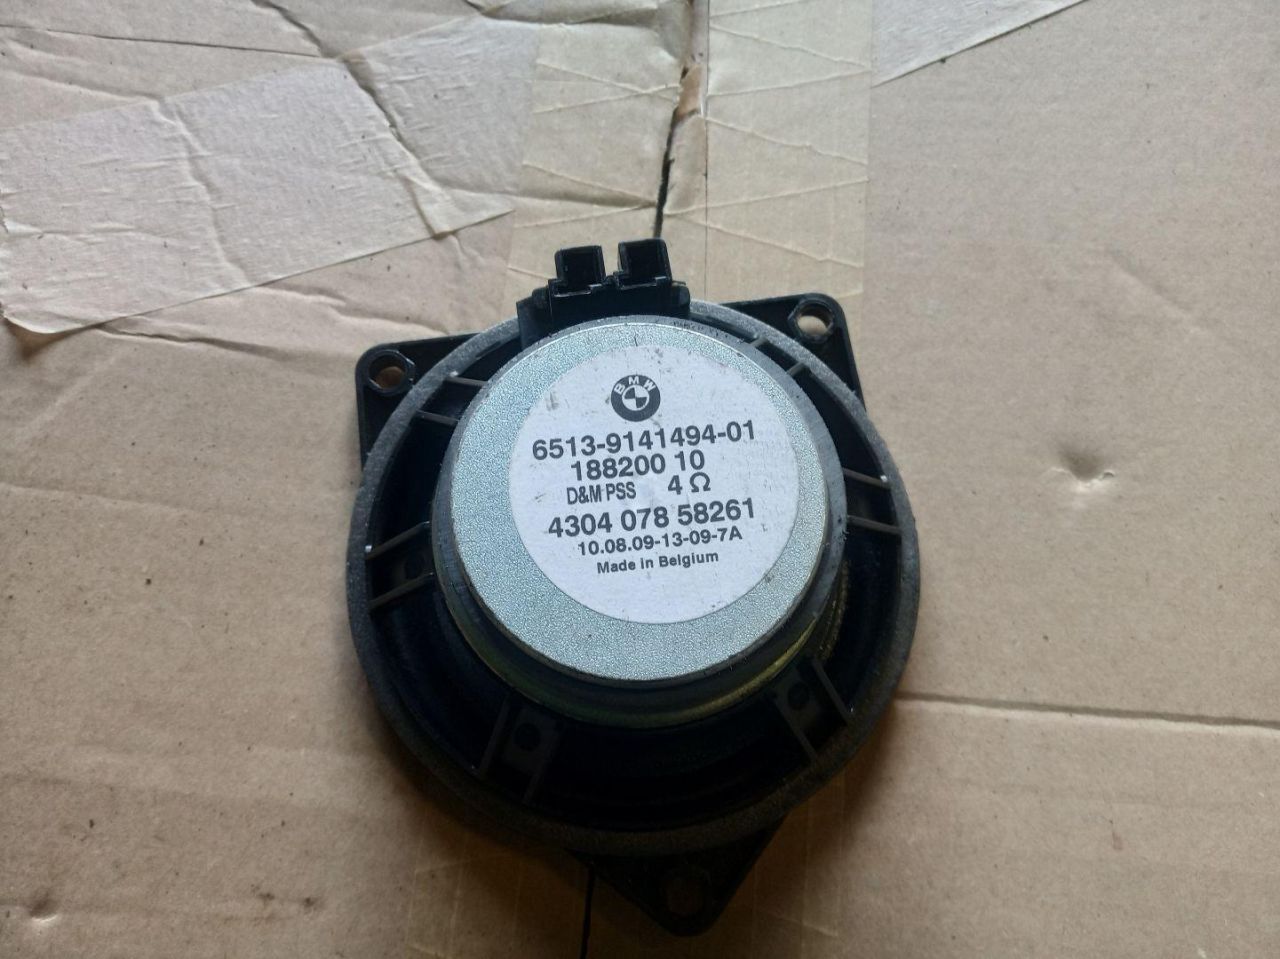 BMW
6513-9141494-01
188200 10
D&M PSS 4 Ω
4304 078 58261
10.08.09-13-09-7A
Made in Belgium